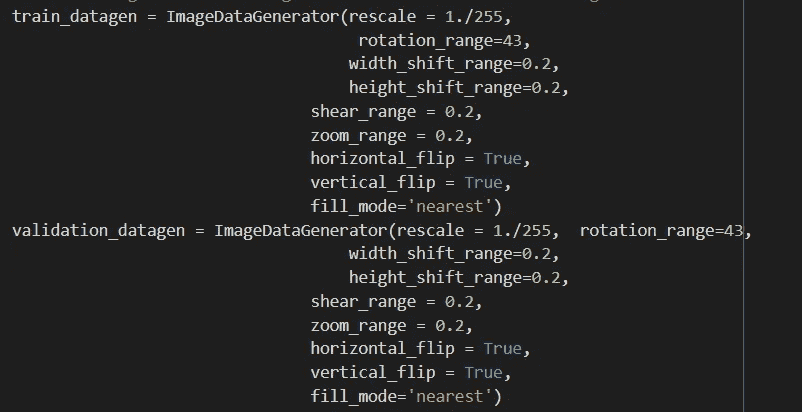 train_datagen = ImageDataGenerator(rescale = 1./255,
rotation_range=43,
width_shift_range=0.2,
height_shift_range=0.2,
shear_range = 0.2,
zoom_range = 0.2,
horizontal_flip = True,
vertical_flip = True,
fill_mode='nearest')
validation_datagen = ImageDataGenerator(rescale = 1./255,  rotation_range=43,
width_shift_range=0.2,
height_shift_range=0.2,
shear_range = 0.2,
zoom_range = 0.2,
horizontal_flip = True,
vertical_flip = True,
fill_mode='nearest')